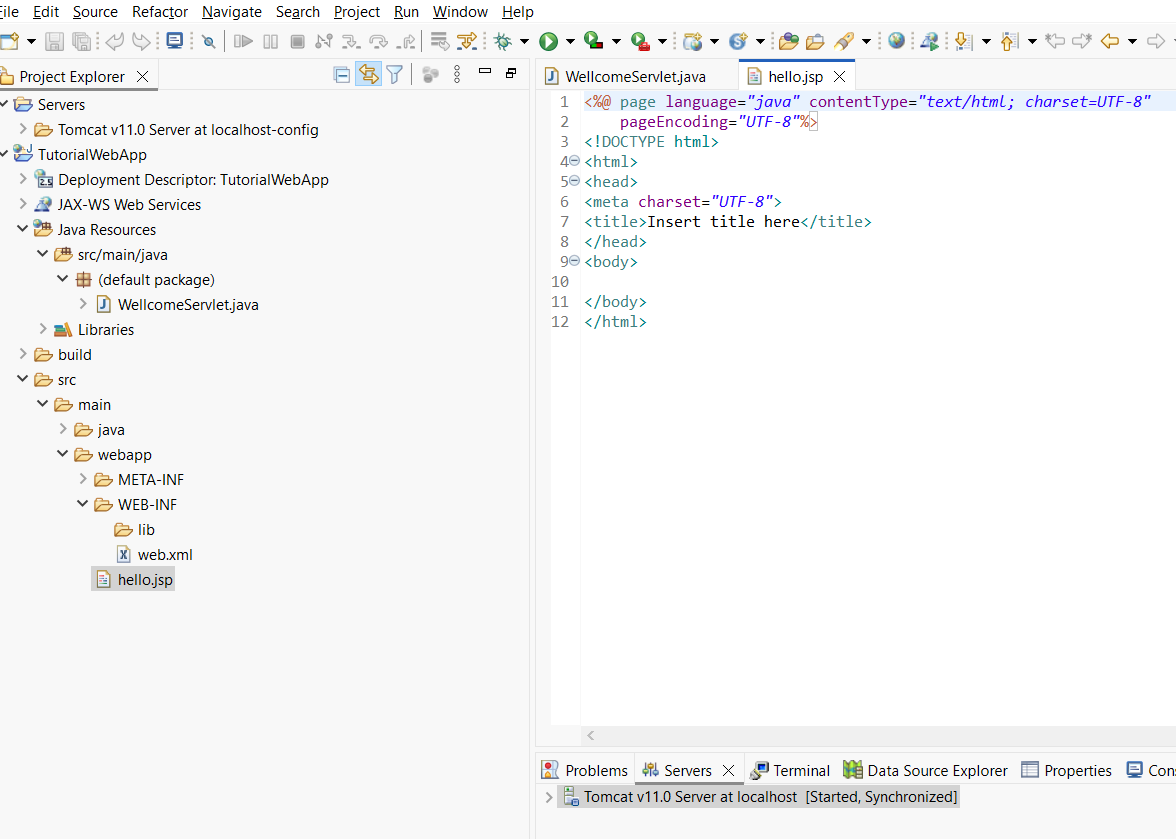 File Edit Source Refactor Navigate Search Project Run Window Help
Project Explorer
Servers
Tomcat v11.0 Server at localhost-config
TutorialWebApp
2.5 Deployment Descriptor: TutorialWebApp
JAX-WS Web Services
Java Resources
src/main/java
(default package)
WellcomeServlet.java
Libraries
build
src
main
java
webapp
META-INF
WEB-INF
lib
web.xml
hello.jsp
WellcomeServlet.java hello.jsp
1 <%@ page language="java" contentType="text/html; charset=UTF-8"
2 pageEncoding="UTF-8"%>
3 <!DOCTYPE html>
4 <html>
5 <head>
6 <meta charset="UTF-8">
7 <title>Insert title here</title>
8 </head>
9 <body>
10
11 </body>
12 </html>
Problems Servers Terminal Data Source Explorer Properties Con
Tomcat v11.0 Server at localhost [Started, Synchronized]